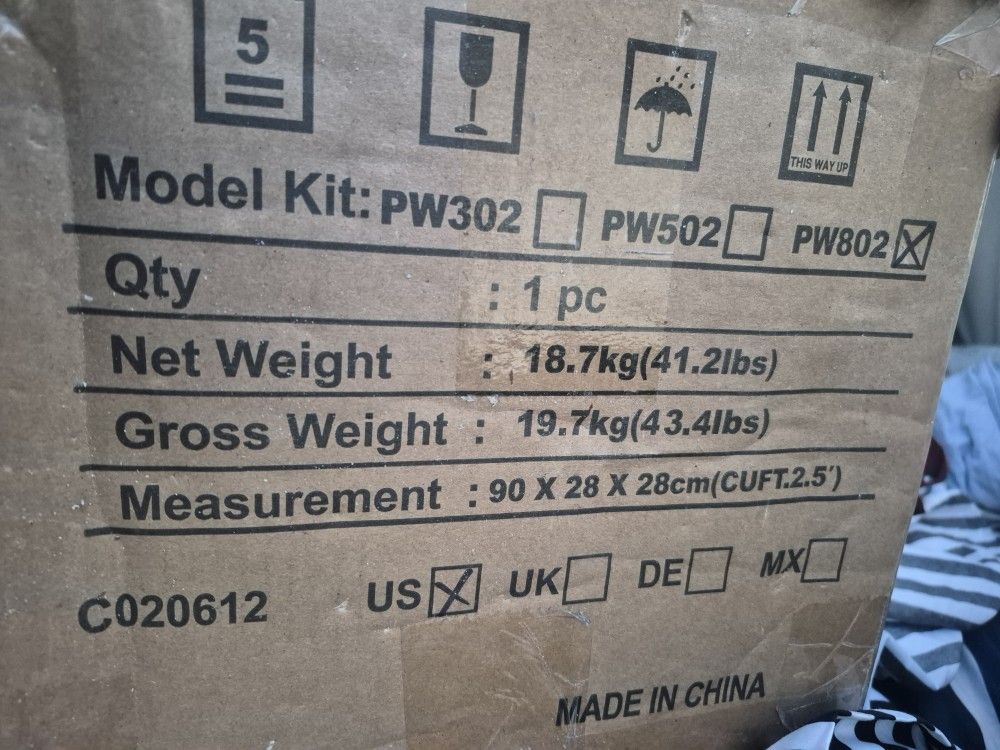 5
THIS WAY UP
Model Kit: PW302 PW502 PW802
Qty : 1 pc
Net Weight : 18.7kg(41.2lbs)
Gross Weight : 19.7kg(43.4lbs)
Measurement : 90 X 28 X 28cm(CUFT.2.5')
US UK DE MX
C020612
MADE IN CHINA